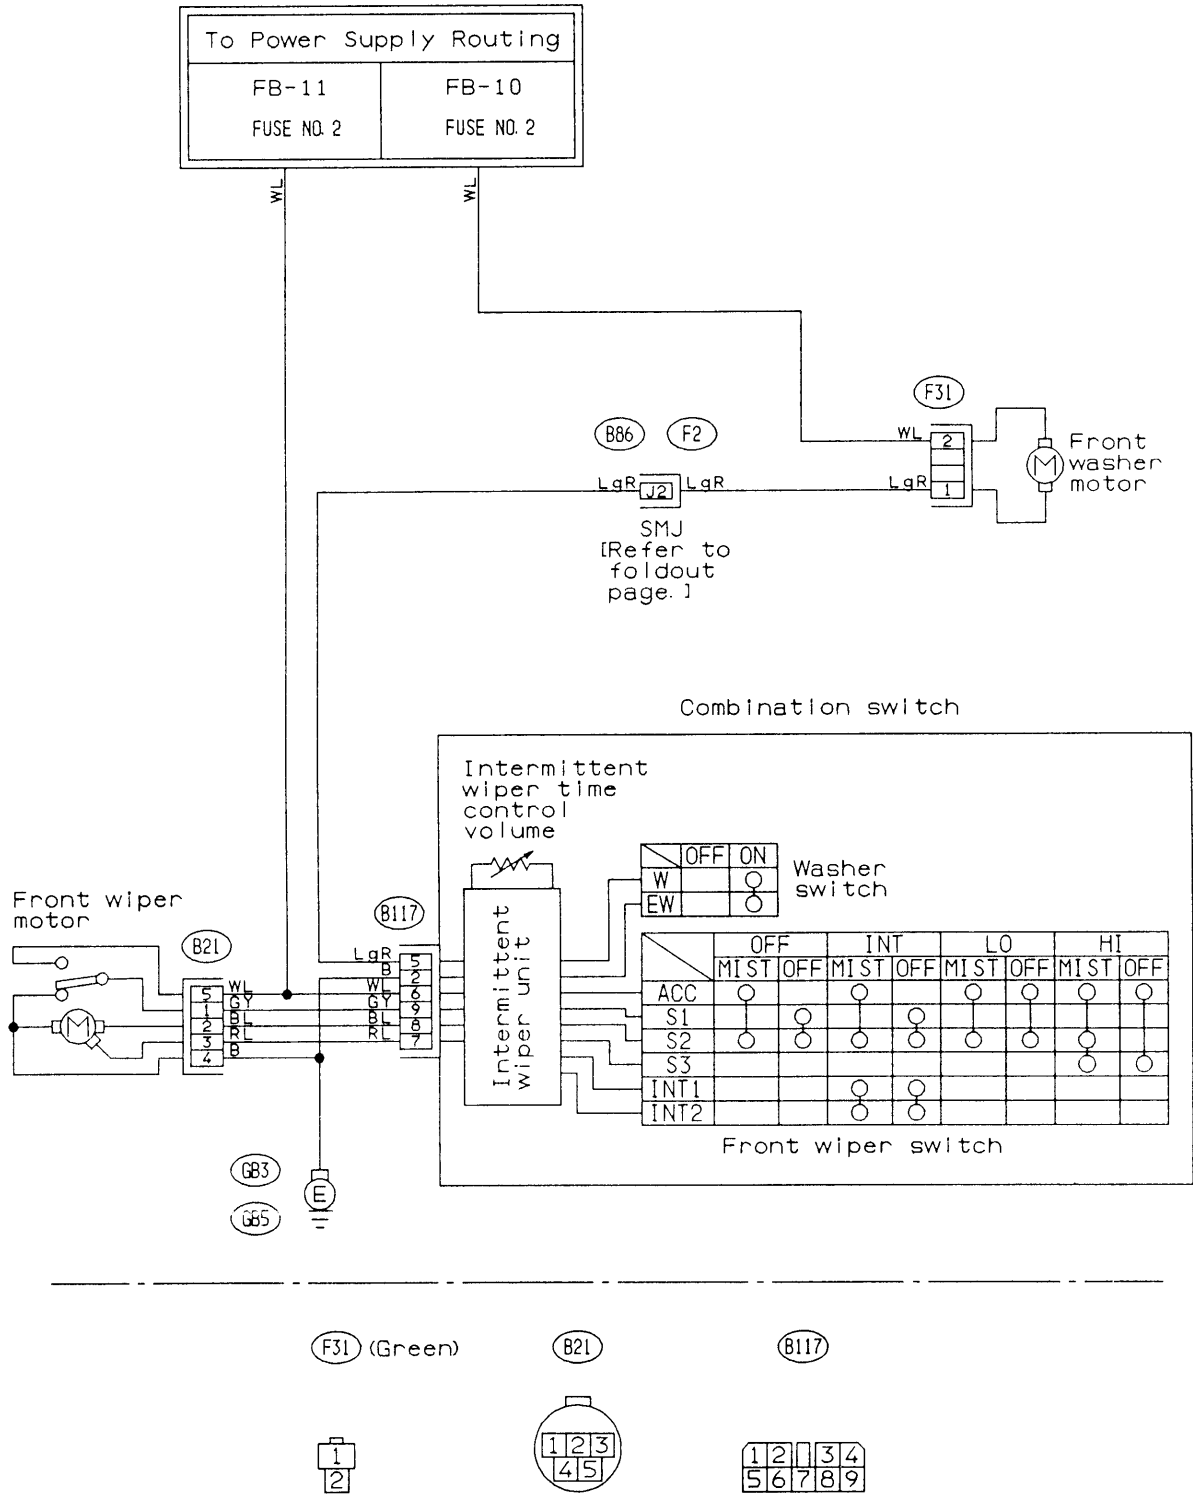 To Power Supply Routing
FB-11
FB-10
FUSE NO. 2
FUSE NO. 2
WL
WL
F31
B86
F2
WL
2
Front
washer
motor
M
LgR
J2
LgR
LgR
1
SMJ
[Refer to
foldout
page.]
Combination switch
Intermittent
wiper time
control
volume
OFF
ON
W
EW
Washer
switch
Front wiper
motor
B21
B117
Intermittent
wiper unit
LgR
5
B
2
5
WL
WL
6
1
GY
GY
9
2
BL
BL
8
3
RL
RL
7
4
B
M
OFF
INT
LO
HI
MIST
OFF
MIST
OFF
MIST
OFF
MIST
OFF
ACC
S1
S2
S3
INT1
INT2
Front wiper switch
GB3
E
GB5
F31
(Green)
B21
B117
1
2
1 2 3
4 5
1 2 3 4
5 6 7 8 9